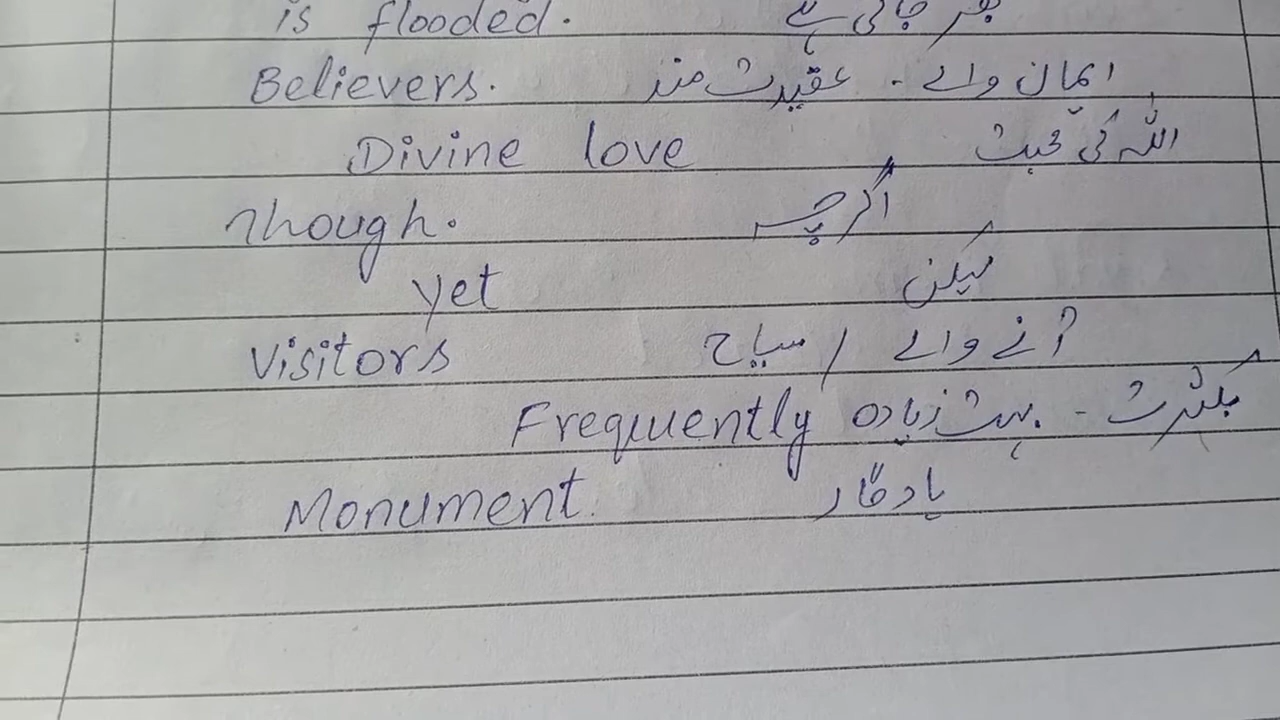 is flooded. بھر جاتی ہے
Believers. ایمان والے - عقیدت مند
Divine love اللہ کی محبت
Though. اگرچہ
yet لیکن
Visitors آنے والے / سیاح
Frequently بکثرت - بہت زیادہ
Monument. یادگار